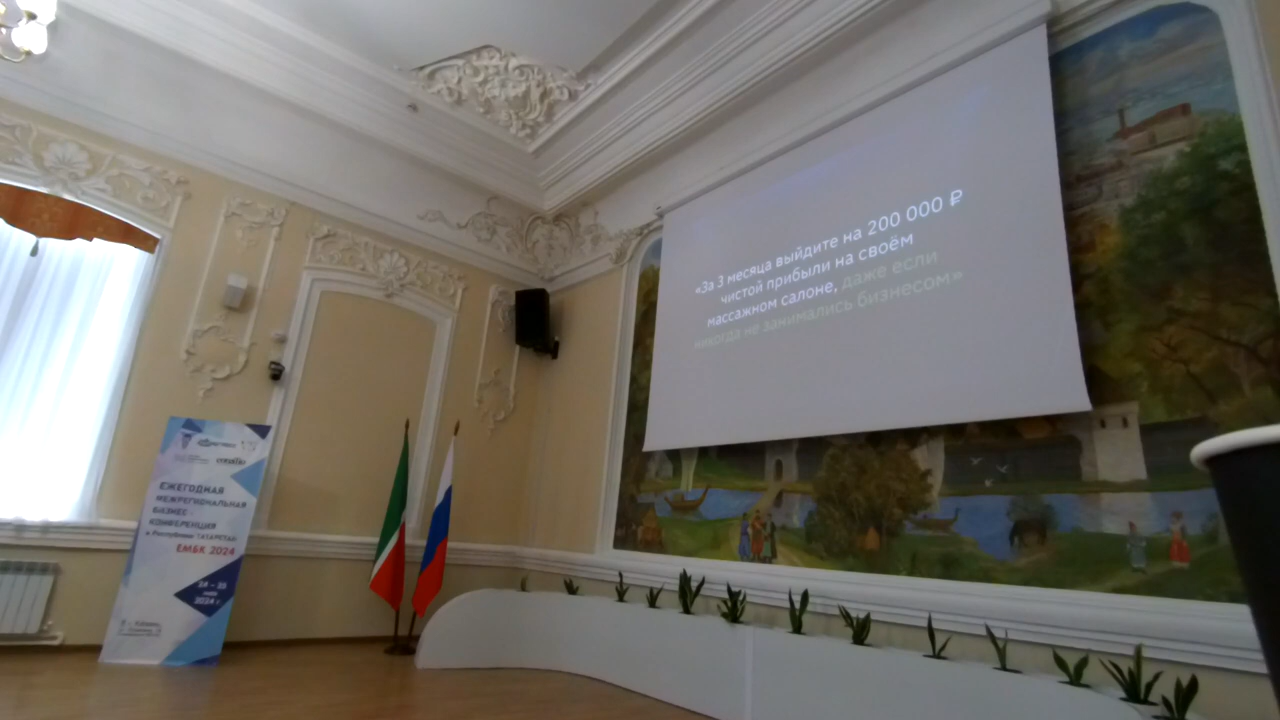 «За 3 месяца выйдите на 200 000 ₽
чистой прибыли на своём
массажном салоне, даже если
никогда не занимались бизнесом.»
ЕЖЕГОДНАЯ
МЕЖРЕГИОНАЛЬНАЯ
БИЗНЕС
КОНФЕРЕНЦИЯ
в Республике ТАТАРСТАН
ЕМБК 2024
2024 г.